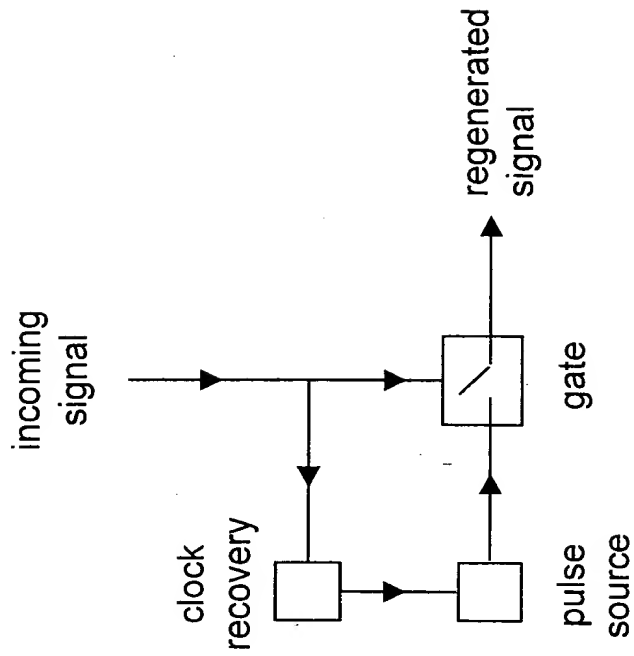 incoming
signal
clock
recovery
pulse
source
gate
regenerated
signal